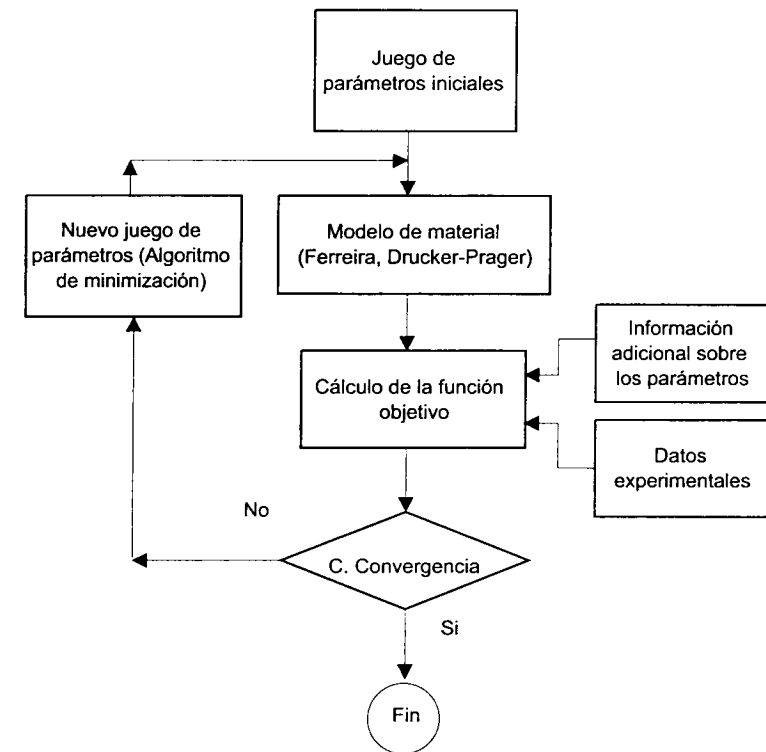 Juego de
parámetros iniciales
Nuevo juego de
parámetros (Algoritmo
de minimización)
Modelo de material
(Ferreira, Drucker-Prager)
Información
adicional sobre
los parámetros
Cálculo de la función
objetivo
Datos
experimentales
No
C. Convergencia
Si
Fin